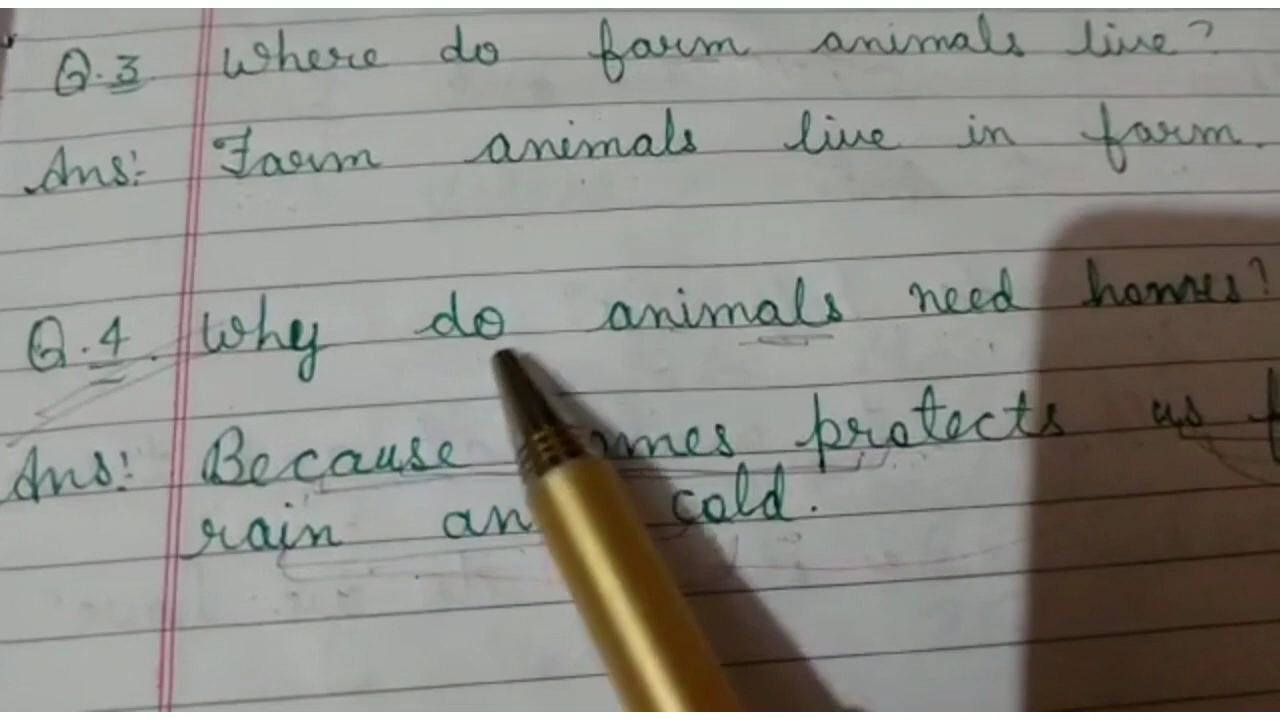 Q.3. Where do farm animals live?
Ans: Farm animals live in farm.
Q.4. Why do animals need homes?
Ans: Because protects us
rain cold.